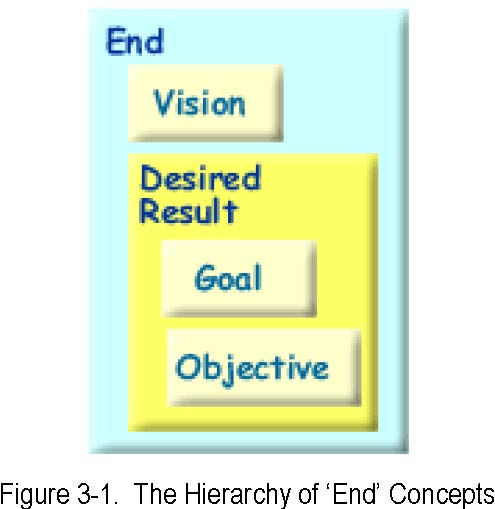 End
Vision
Desired
Result
Goal
Objective
Figure 3-1.  The Hierarchy of ‘End’ Concepts